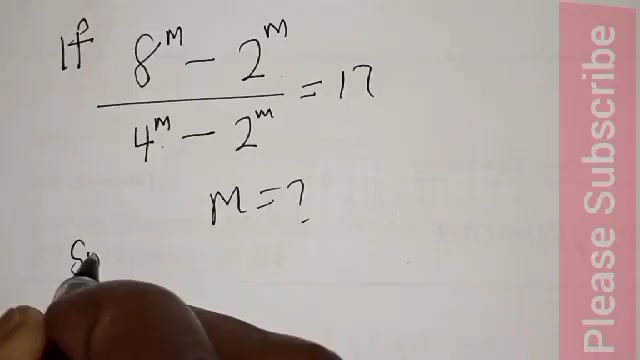 If 8^m - 2^m
= 17
4^m - 2^m
m = ?
S
Please Subscribe